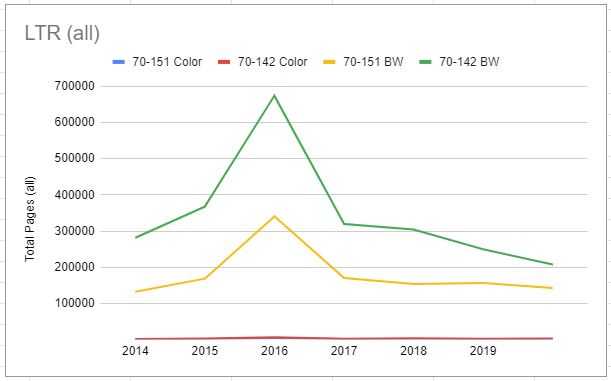 LTR (all)
70-151 Color 70-142 Color 70-151 BW 70-142 BW
Total Pages (all)
700000
600000
500000
400000
300000
200000
100000
2014 2015 2016 2017 2018 2019